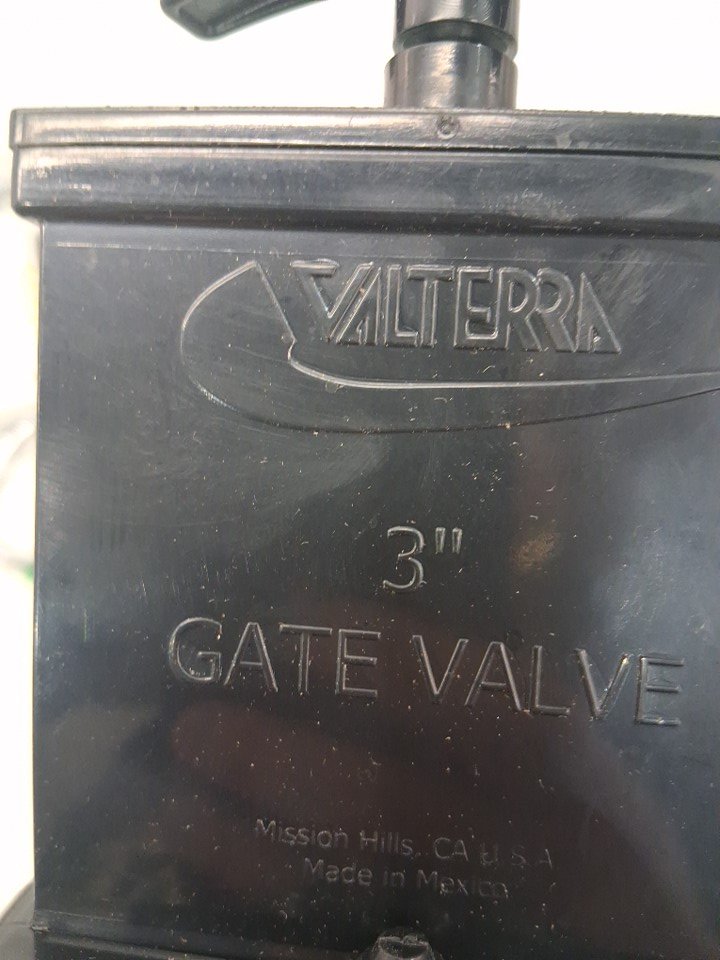 VALTERRA
3"
GATE VALVE
Mission Hills, CA U.S.A
Made in Mexico